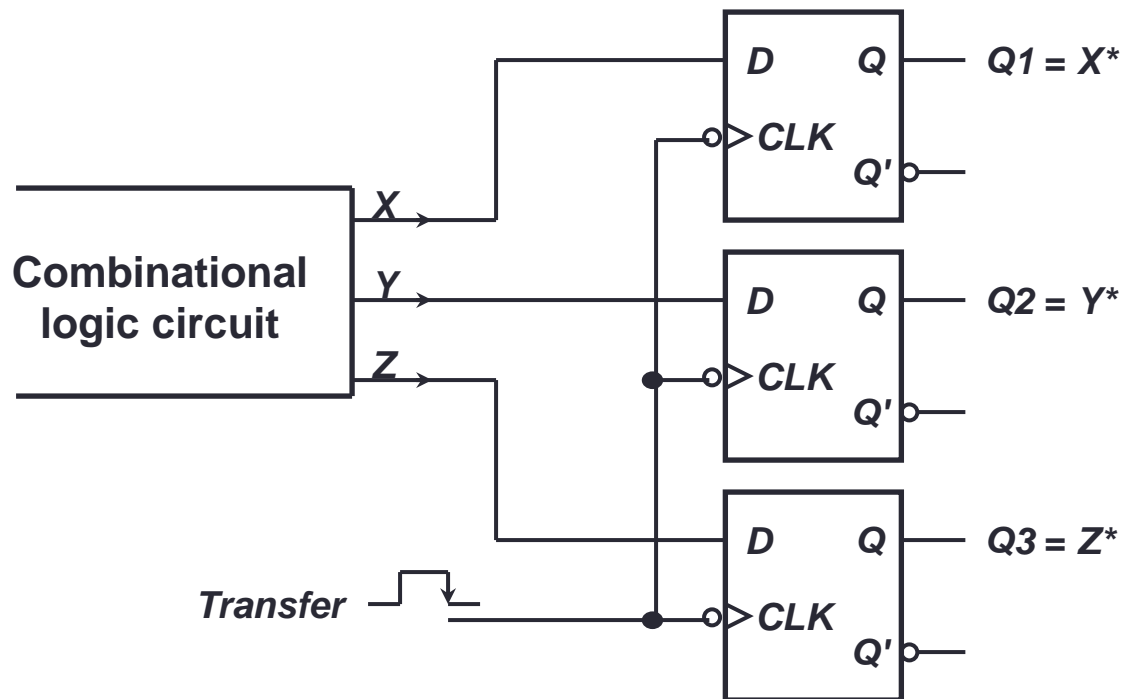 D Q Q1 = X*
CLK
Q'
X
Combinational
logic circuit
Y
D Q Q2 = Y*
CLK
Q'
Z
D Q Q3 = Z*
Transfer
CLK
Q'